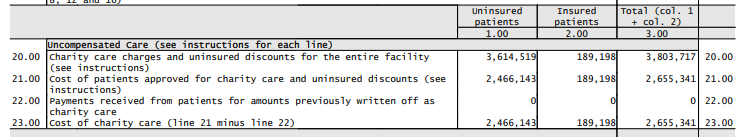 8, 12 and 16)
Uninsured Insured Total (col. 1
patients patients + col. 2)
1.00 2.00 3.00
Uncompensated Care (see instructions for each line)
20.00 Charity care charges and uninsured discounts for the entire facility 3,614,519 189,198 3,803,717 20.00
(see instructions)
21.00 Cost of patients approved for charity care and uninsured discounts (see 2,466,143 189,198 2,655,341 21.00
instructions)
22.00 Payments received from patients for amounts previously written off as 0 0 0 22.00
charity care
23.00 Cost of charity care (line 21 minus line 22) 2,466,143 189,198 2,655,341 23.00